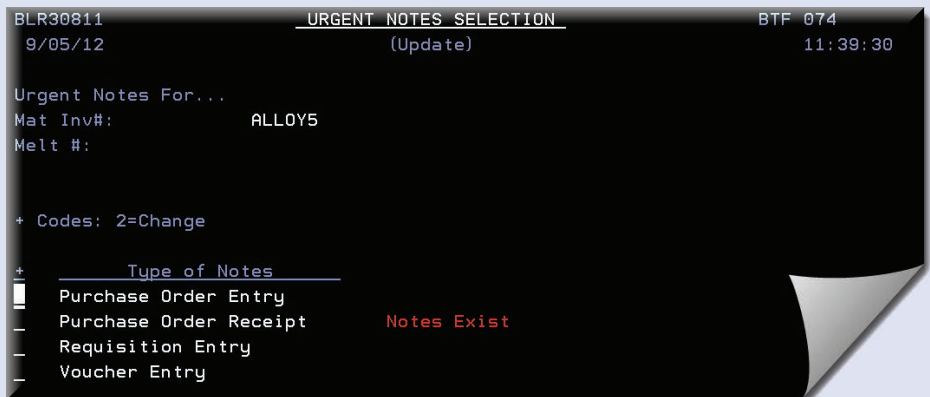 BLR30811 URGENT NOTES SELECTION BTF 074
9/05/12 (Update) 11:39:30
Urgent Notes For...
Mat Inv#: ALLOY5
Melt #:
+ Codes: 2=Change
+ Type of Notes
Purchase Order Entry
Purchase Order Receipt Notes Exist
Requisition Entry
Voucher Entry